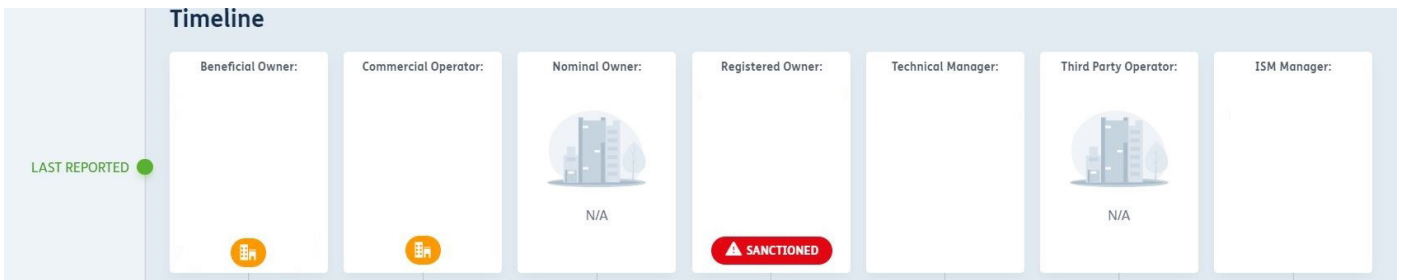 Timeline
Beneficial Owner:
Commercial Operator:
Nominal Owner:
Registered Owner:
Technical Manager:
Third Party Operator:
ISM Manager:
LAST REPORTED
N/A
N/A
SANCTIONED